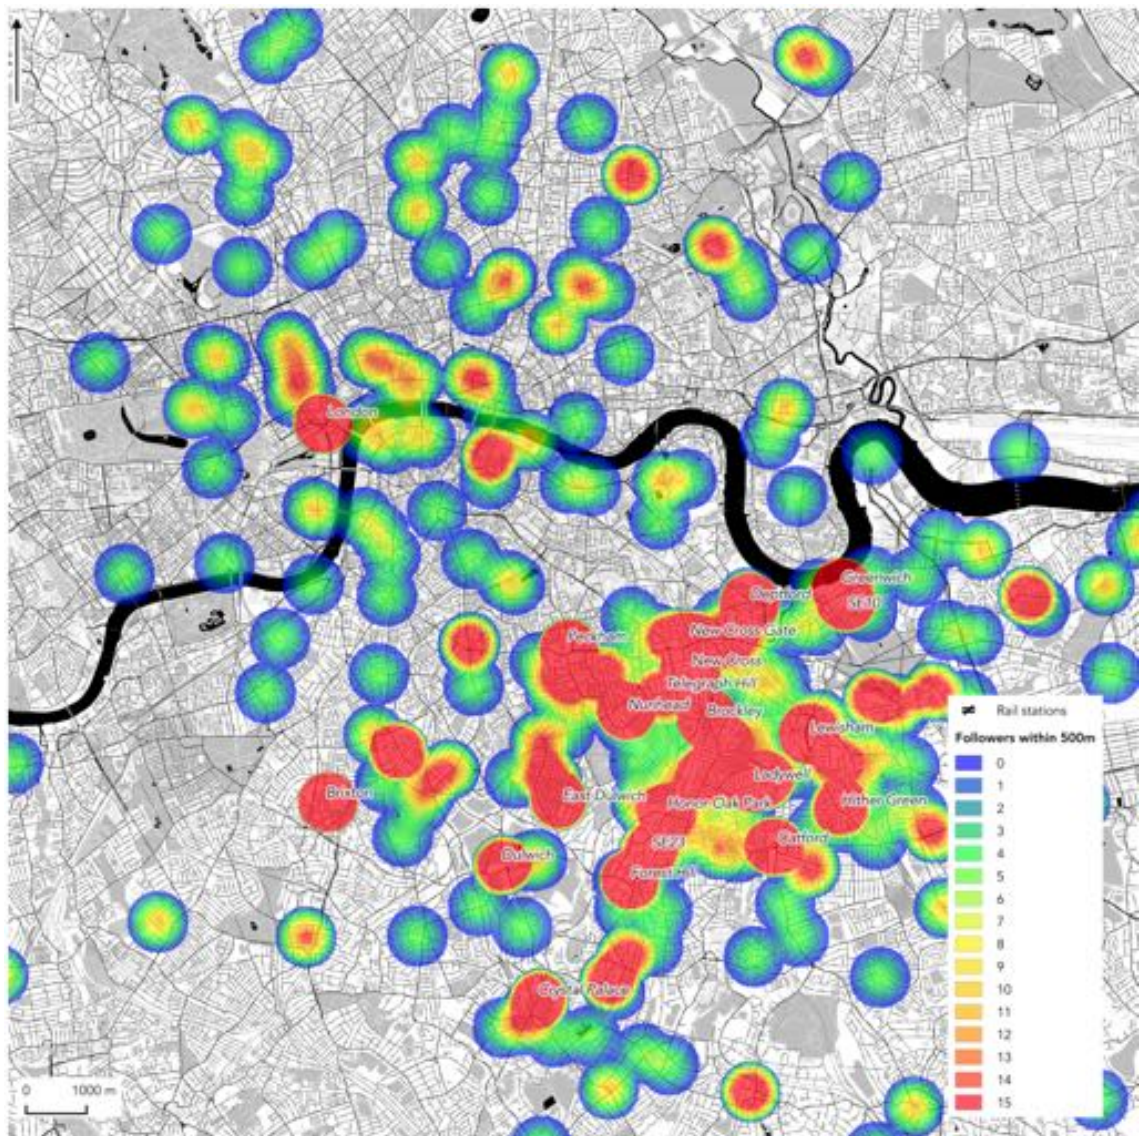 London
Greenwich
Deptford
SE10
New Cross Gate
Peckham
New Cross
Telegraph Hill
Nunhead
Brockley
Lewisham
Ladywell
Brixton
East Dulwich
Honor Oak Park
Hither Green
SE23
Catford
Dulwich
Forest Hill
Crystal Palace
Rail stations
Followers within 500m
0
1
2
3
4
5
6
7
8
9
10
11
12
13
14
15
0 1000 m